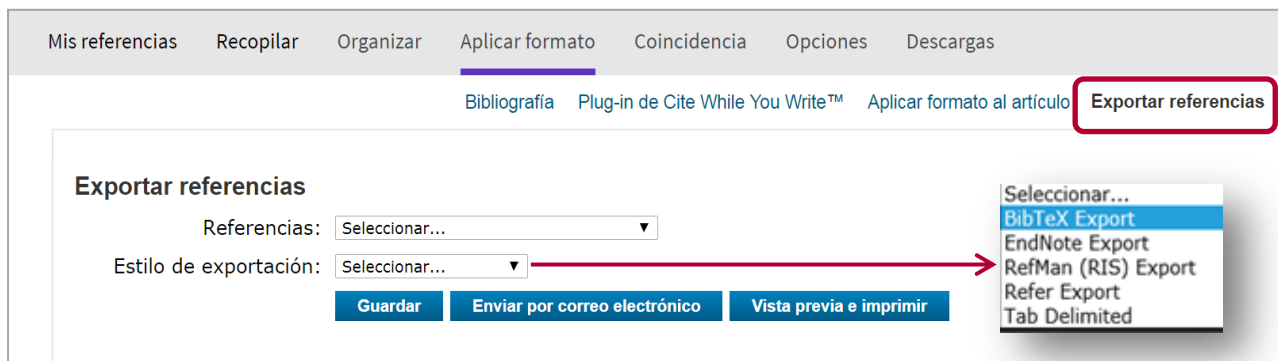 Mis referencias Recopilar Organizar Aplicar formato Coincidencia Opciones Descargas
Bibliografía Plug-in de Cite While You Write™ Aplicar formato al artículo Exportar referencias
Exportar referencias
Referencias: Seleccionar...
Estilo de exportación: Seleccionar...
Guardar Enviar por correo electrónico Vista previa e imprimir
Seleccionar...
BibTeX Export
EndNote Export
RefMan (RIS) Export
Refer Export
Tab Delimited